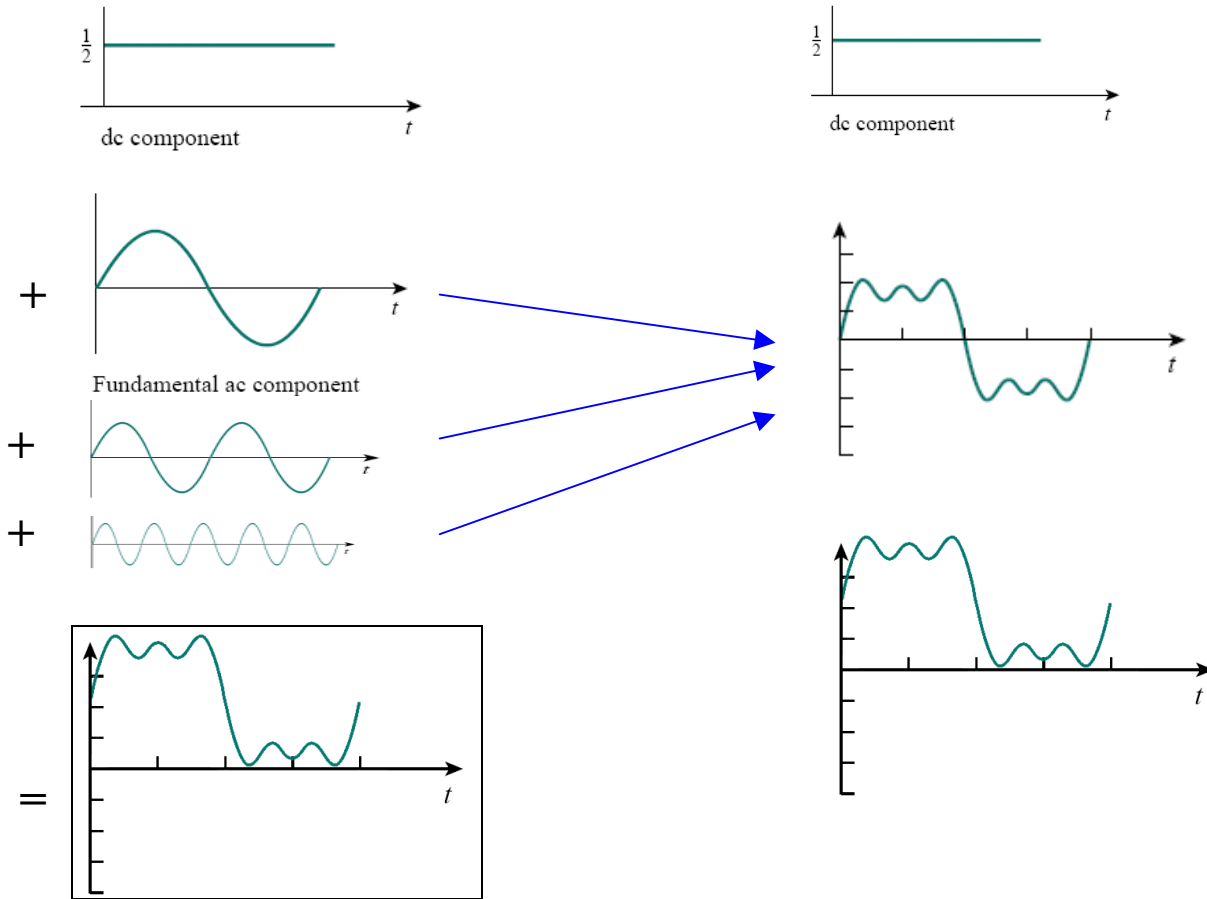 1/2
t
dc component
+
t
Fundamental ac component
+
t
+
t
=
t
1/2
t
dc component
t
t